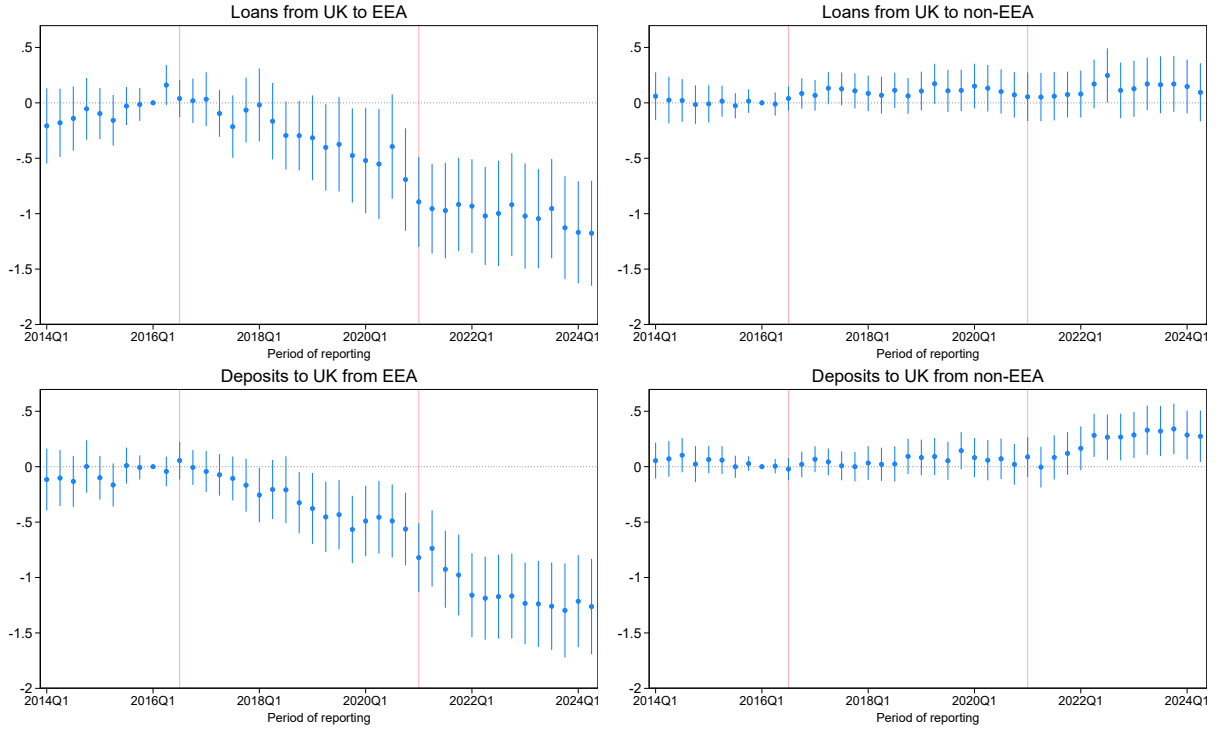 Loans from UK to EEA
.5
0
-.5
-1
-1.5
-2
2014Q1 2016Q1 2018Q1 2020Q1 2022Q1 2024Q1
Period of reporting
Loans from UK to non-EEA
.5
0
-.5
-1
-1.5
-2
2014Q1 2016Q1 2018Q1 2020Q1 2022Q1 2024Q1
Period of reporting
Deposits to UK from EEA
.5
0
-.5
-1
-1.5
-2
2014Q1 2016Q1 2018Q1 2020Q1 2022Q1 2024Q1
Period of reporting
Deposits to UK from non-EEA
.5
0
-.5
-1
-1.5
-2
2014Q1 2016Q1 2018Q1 2020Q1 2022Q1 2024Q1
Period of reporting